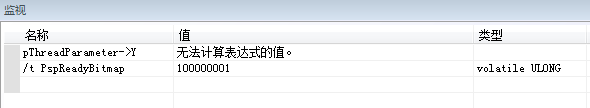 监视
名称 值 类型
pThreadParameter->Y 无法计算表达式的值。
/t PspReadyBitmap 100000001 volatile ULONG